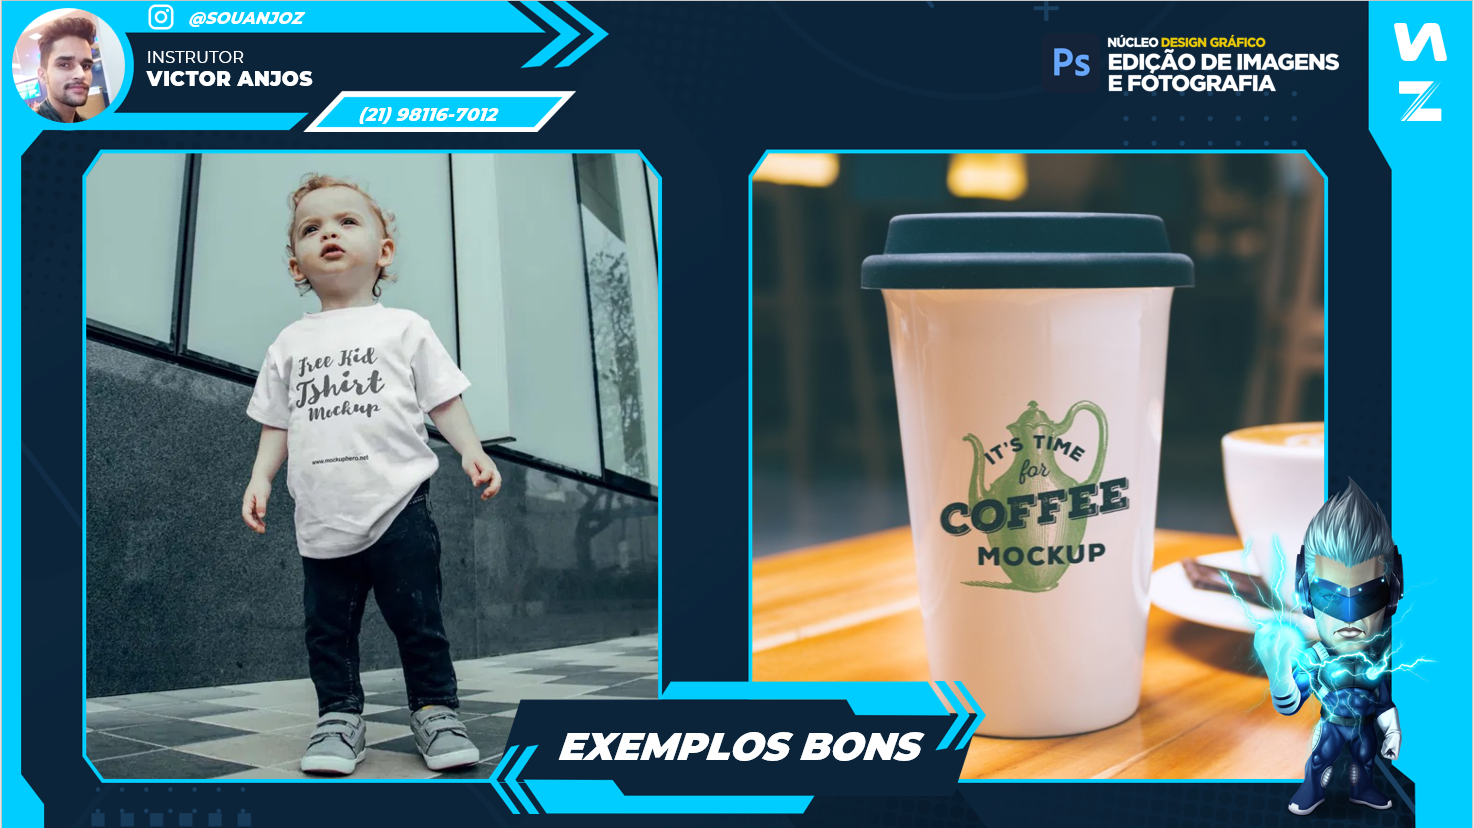 @SOUANJOZ
INSTRUTOR
VICTOR ANJOS
(21) 98116-7012
Ps
NÚCLEO DESIGN GRÁFICO
EDIÇÃO DE IMAGENS
E FOTOGRAFIA
Free Kid
Tshirt
Mockup
www.mockuphero.net
IT'S TIME
for
COFFEE
MOCKUP
EXEMPLOS BONS